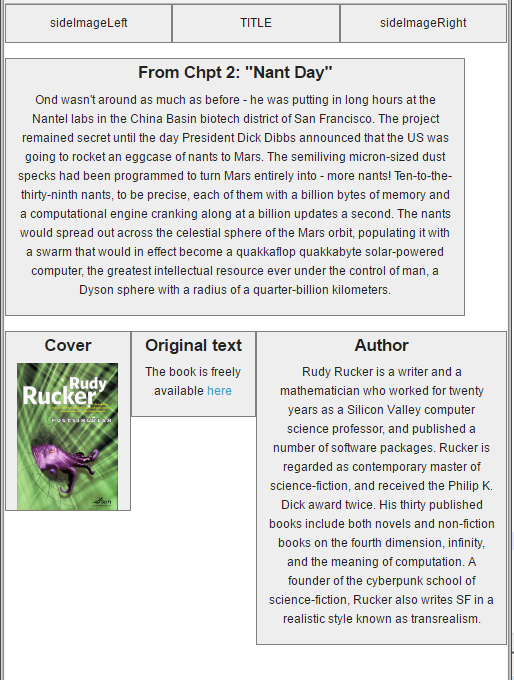 sideImageLeft
TITLE
sideImageRight
From Chpt 2: "Nant Day"
Ond wasn't around as much as before - he was putting in long hours at the
Nantel labs in the China Basin biotech district of San Francisco. The project
remained secret until the day President Dick Dibbs announced that the US was
going to rocket an eggcase of nants to Mars. The semiliving micron-sized dust
specks had been programmed to turn Mars entirely into - more nants! Ten-to-the-
thirty-ninth nants, to be precise, each of them with a billion bytes of memory and
a computational engine cranking along at a billion updates a second. The nants
would spread out across the celestial sphere of the Mars orbit, populating it with
a swarm that would in effect become a quakkaflop quakkabyte solar-powered
computer, the greatest intellectual resource ever under the control of man, a
Dyson sphere with a radius of a quarter-billion kilometers.
Cover
Rudy
Rucker
POSTSINGULAR
Original text
The book is freely
available here
Author
Rudy Rucker is a writer and a
mathematician who worked for twenty
years as a Silicon Valley computer
science professor, and published a
number of software packages. Rucker is
regarded as contemporary master of
science-fiction, and received the Philip K.
Dick award twice. His thirty published
books include both novels and non-fiction
books on the fourth dimension, infinity,
and the meaning of computation. A
founder of the cyberpunk school of
science-fiction, Rucker also writes SF in a
realistic style known as transrealism.